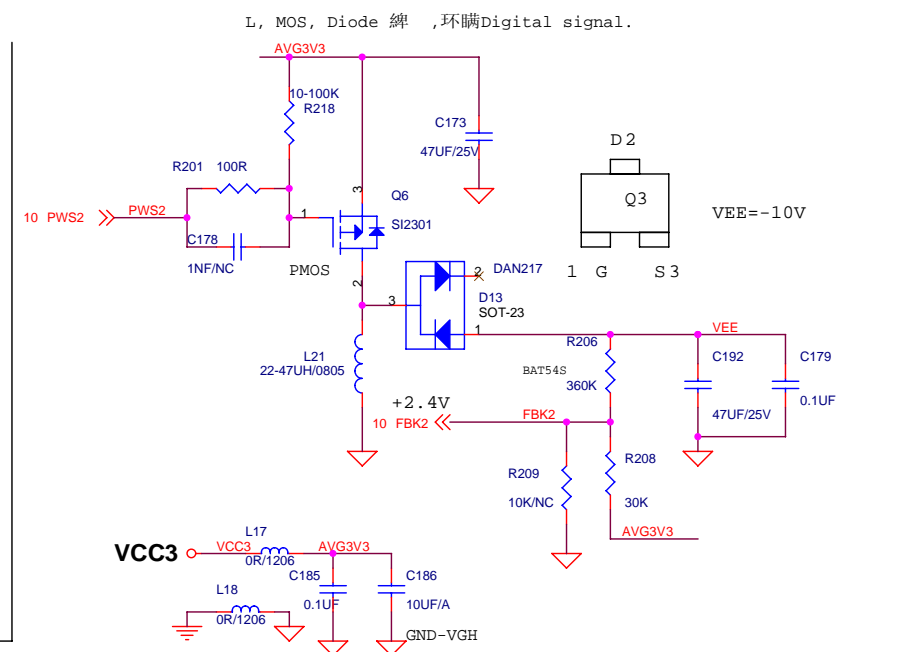 L, MOS, Diode 綼 ,环瞒Digital signal.
AVG3V3
10-100K
R218
C173
47UF/25V
D2
Q3
VEE=-10V
1 G S3
R201 100R
10 PWS2
PWS2
C178
1NF/NC
1
3
Q6
SI2301
PMOS
2
2
DAN217
D13
SOT-23
3
1
L21
22-47UH/0805
R206
BAT54S
360K
VEE
C192
47UF/25V
C179
0.1UF
+2.4V
10 FBK2
FBK2
R209
10K/NC
R208
30K
AVG3V3
VCC3
VCC3
L17
0R/1206
AVG3V3
C185
0.1UF
C186
10UF/A
L18
0R/1206
GND-VGH